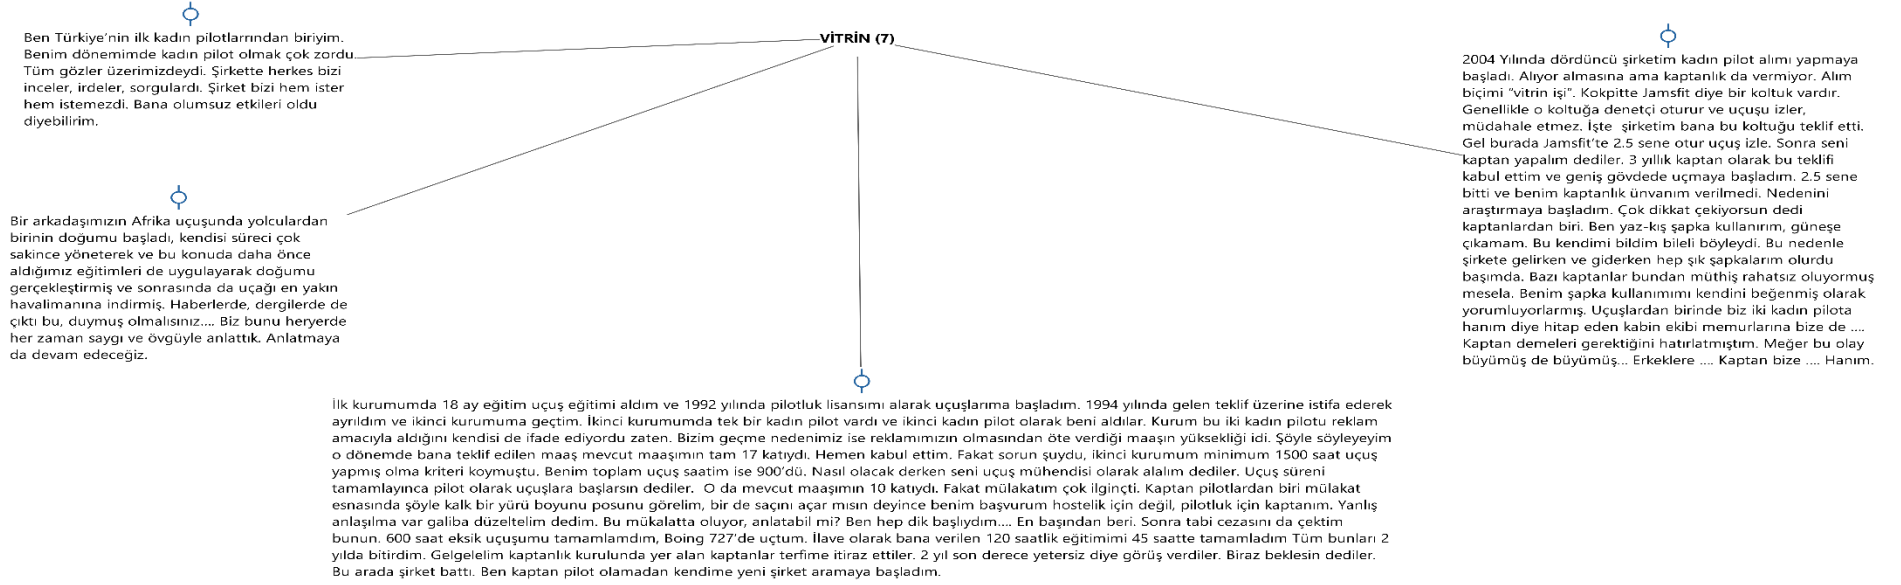 VİTRİN (7)
Ben Türkiye’nin ilk kadın pilotlarrından biriyim.
Benim dönemimde kadın pilot olmak çok zordu.
Tüm gözler üzerimizdeydi. Şirkette herkes bizi
inceler, irdeler, sorgulardı. Şirket bizi hem ister
hem istemezdi. Bana olumsuz etkileri oldu
diyebilirim.
Bir arkadaşımızın Afrika uçuşunda yolculardan
birinin doğumu başladı, kendisi süreci çok
sakince yöneterek ve bu konuda daha önce
aldığımız eğitimleri de uygulayarak doğumu
gerçekleştirmiş ve sonrasında da uçağı en yakın
havalimanına indirmiş. Haberlerde, dergilerde de
çıktı bu, duymuş olmalısınız.... Biz bunu heryerde
her zaman saygı ve övgüyle anlattık. Anlatmaya
da devam edeceğiz.
İlk kurumumda 18 ay eğitim uçuş eğitimi aldım ve 1992 yılında pilotluk lisansımı alarak uçuşlarıma başladım. 1994 yılında gelen teklif üzerine istifa ederek
ayrıldım ve ikinci kurumuma geçtim. İkinci kurumumda tek bir kadın pilot vardı ve ikinci kadın pilot olarak beni aldılar. Kurum bu iki kadın pilotu reklam
amacıyla aldığını kendisi de ifade ediyordu zaten. Bizim geçme nedenimiz ise reklamımızın olmasından öte verdiği maaşın yüksekliği idi. Şöyle söyleyeyim
o dönemde bana teklif edilen maaş mevcut maaşımın tam 17 katıydı. Hemen kabul ettim. Fakat sorun şuydu, ikinci kurumum minimum 1500 saat uçuş
yapmış olma kriteri koymuştu. Benim toplam uçuş saatim ise 900’dü. Nasıl olacak derken seni uçuş mühendisi olarak alalım dediler. Uçuş süreni
tamamlayınca pilot olarak uçuşlara başlarsın dediler.  O da mevcut maaşımın 10 katıydı. Fakat mülakatım çok ilginçti. Kaptan pilotlardan biri mülakat
esnasında şöyle kalk bir yürü boyunu posunu görelim, bir de saçını açar mısın deyince benim başvurum hostelik için değil, pilotluk için kaptanım. Yanlış
anlaşılma var galiba düzeltelim dedim. Bu mükalatta oluyor, anlatabil mi? Ben hep dik başlıydım.... En başından beri. Sonra tabi cezasını da çektim
bunun. 600 saat eksik uçuşumu tamamlamdım, Boing 727’de uçtum. İlave olarak bana verilen 120 saatlik eğitimimi 45 saatte tamamladım Tüm bunları 2
yılda bitirdim. Gelgelelim kaptanlık kurulunda yer alan kaptanlar terfime itiraz ettiler. 2 yıl son derece yetersiz diye görüş verdiler. Biraz beklesin dediler.
Bu arada şirket battı. Ben kaptan pilot olamadan kendime yeni şirket aramaya başladım.
2004 Yılında dördüncü şirketim kadın pilot alımı yapmaya
başladı. Alıyor almasına ama kaptanlık da vermiyor. Alım
biçimi “vitrin işi”. Kokpitte Jamsfit diye bir koltuk vardır.
Genellikle o koltuğa denetçi oturur ve uçuşu izler,
müdahale etmez. İşte  şirketim bana bu koltuğu teklif etti.
Gel burada Jamsfit’te 2.5 sene otur uçuş izle. Sonra seni
kaptan yapalım dediler. 3 yıllık kaptan olarak bu teklifi
kabul ettim ve geniş gövdede uçmaya başladım. 2.5 sene
bitti ve benim kaptanlık ünvanım verilmedi. Nedenini
araştırmaya başladım. Çok dikkat çekiyorsun dedi
kaptanlardan biri. Ben yaz-kış şapka kullanırım, güneşe
çıkamam. Bu kendimi bildim bileli böyleydi. Bu nedenle
şirkete gelirken ve giderken hep şık şapkalarım olurdu
başımda. Bazı kaptanlar bundan müthiş rahatsız oluyormuş
mesela. Benim şapka kullanımımı kendini beğenmiş olarak
yorumluyorlarmış. Uçuşlardan birinde biz iki kadın pilota
hanım diye hitap eden kabin ekibi memurlarına bize de ....
Kaptan demeleri gerektiğini hatırlatmıştım. Meğer bu olay
büyümüş de büyümüş... Erkeklere .... Kaptan bize .... Hanım.